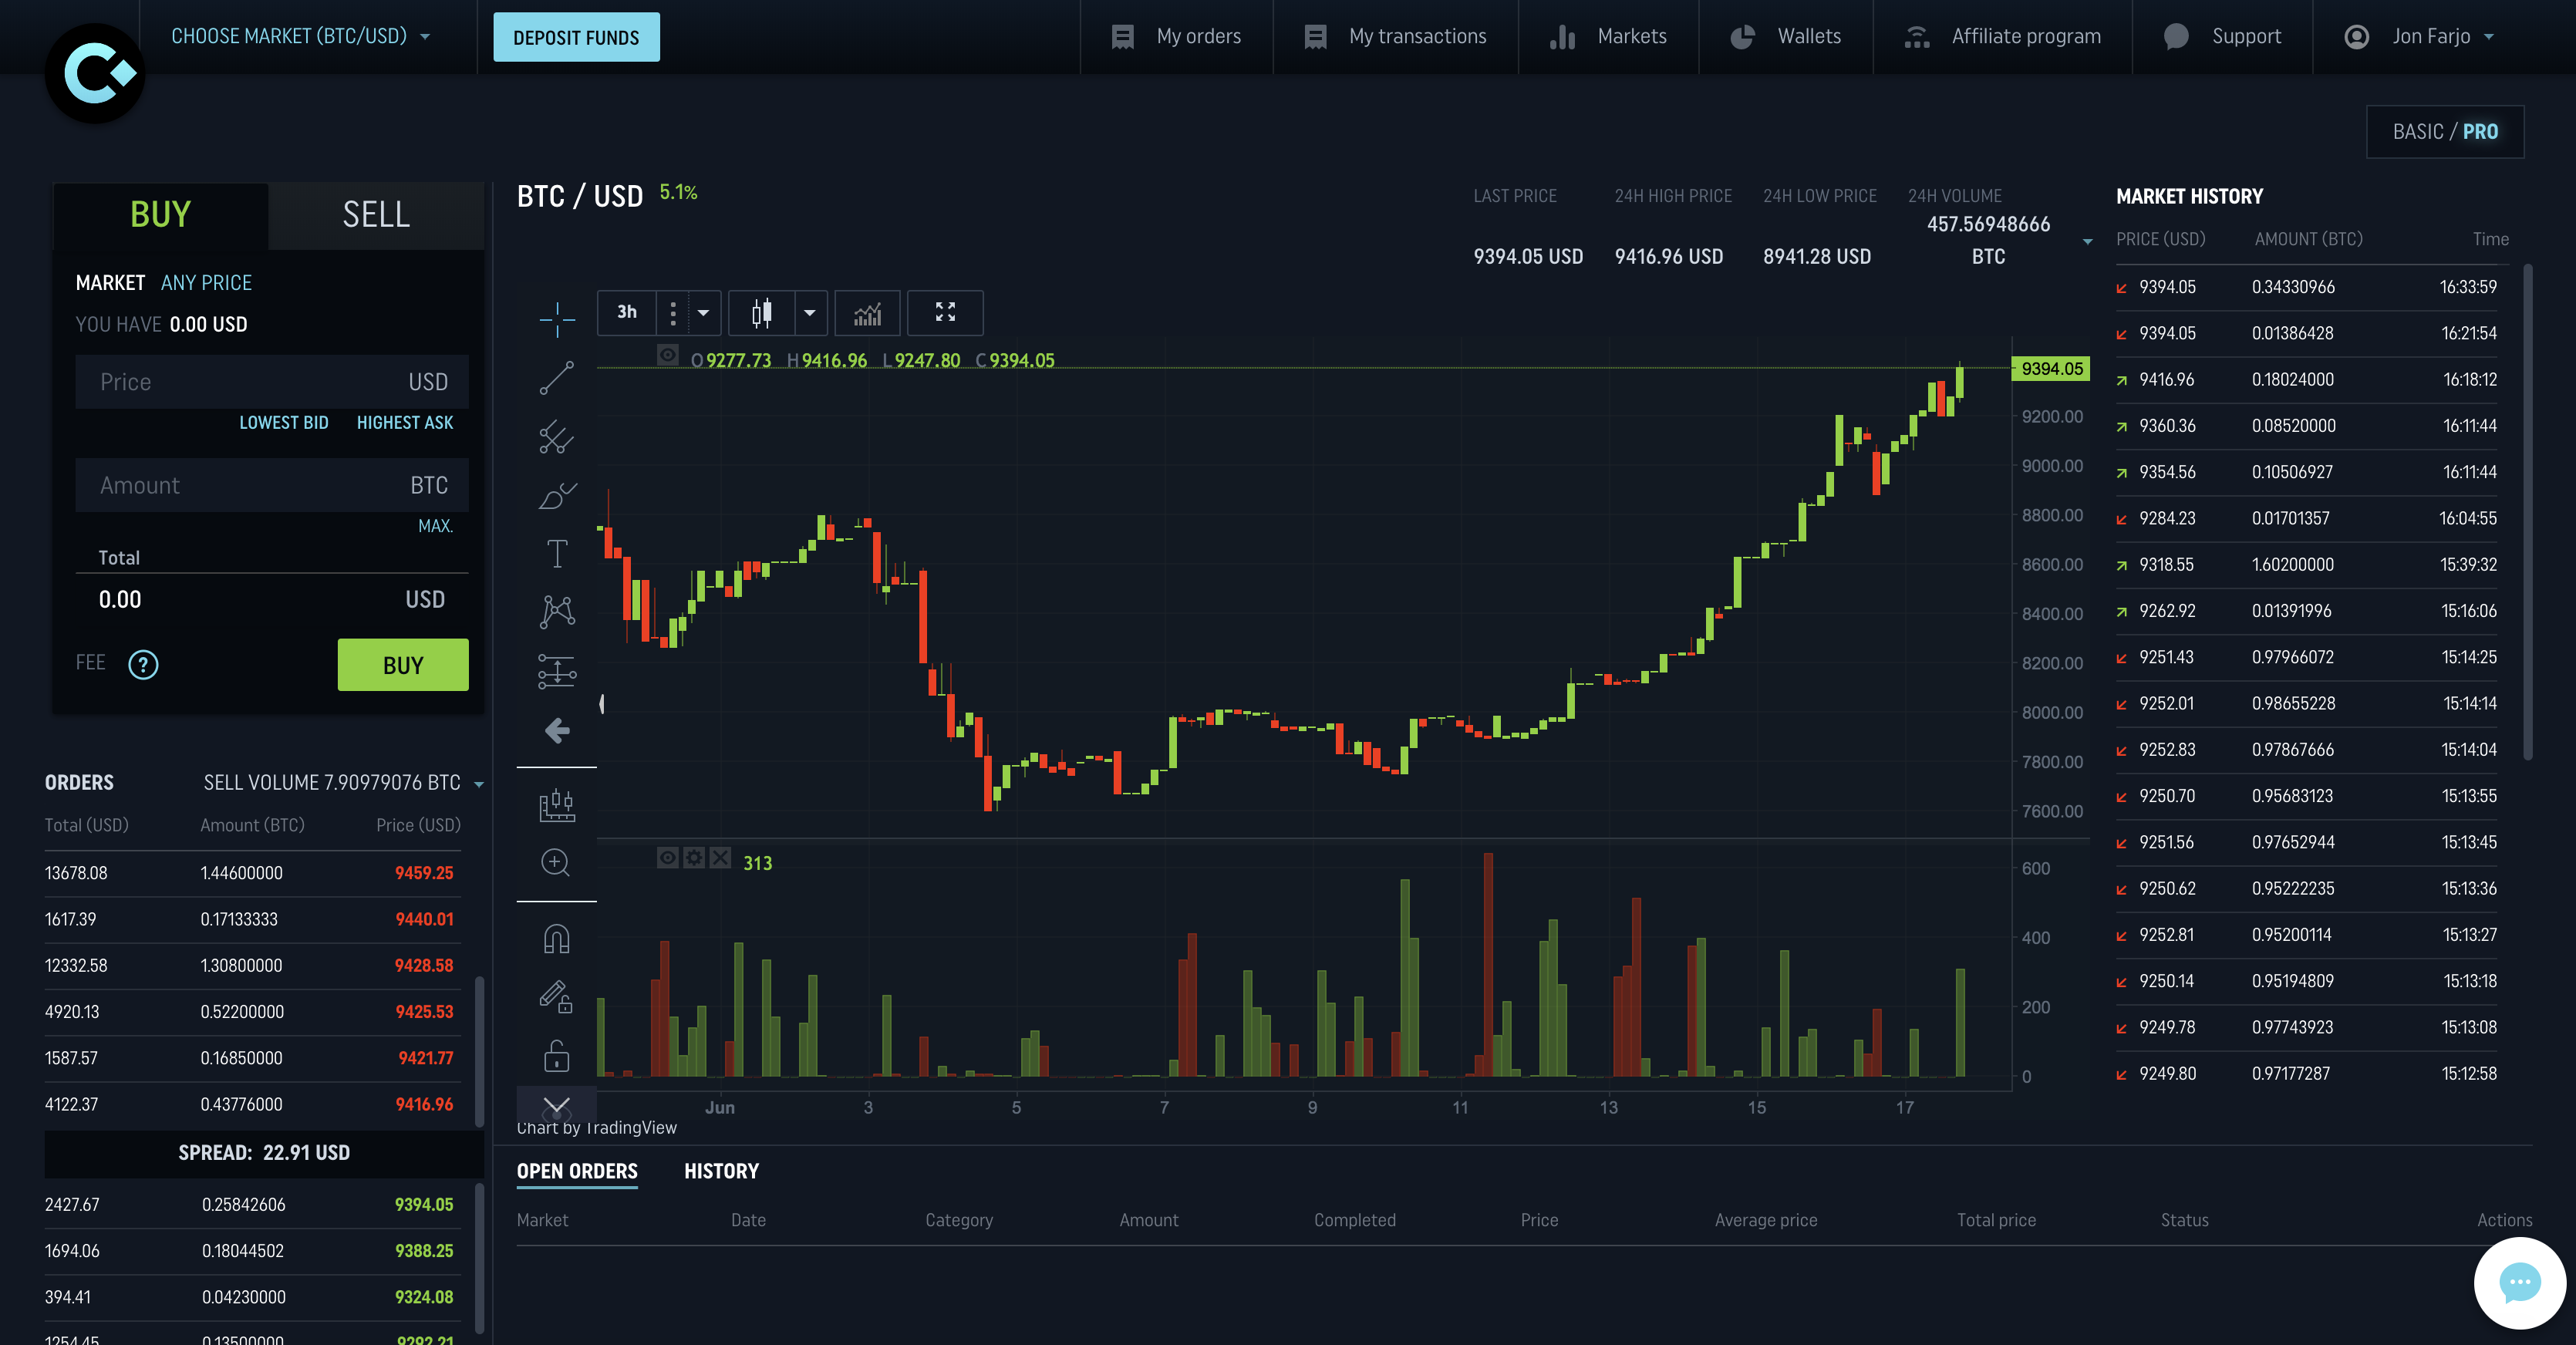 CHOOSE MARKET (BTC/USD)
DEPOSIT FUNDS
My orders
My transactions
Markets
Wallets
Affiliate program
Support
Jon Farjo
BASIC / PRO
BUY
SELL
MARKET ANY PRICE
YOU HAVE 0.00 USD
Price USD
LOWEST BID HIGHEST ASK
Amount BTC
MAX.
Total
0.00 USD
FEE ? BUY
ORDERS SELL VOLUME 7.90979076 BTC
Total (USD) Amount (BTC) Price (USD)
13678.08 1.44600000 9459.25
1617.39 0.17133333 9440.01
12332.58 1.30800000 9428.58
4920.13 0.52200000 9425.53
1587.57 0.16850000 9421.77
4122.37 0.43776000 9416.96
SPREAD: 22.91 USD
2427.67 0.25842606 9394.05
1694.06 0.18044502 9388.25
394.41 0.04230000 9324.08
1254.45 0.13500000 9292.21
BTC / USD 5.1%
LAST PRICE 24H HIGH PRICE 24H LOW PRICE 24H VOLUME
9394.05 USD 9416.96 USD 8941.28 USD 457.56948666 BTC
3h
O 9277.73 H 9416.96 L 9247.80 C 9394.05
9394.05
9200.00
9000.00
8800.00
8600.00
8400.00
8200.00
8000.00
7800.00
7600.00
313
600
400
200
0
Jun 3 5 7 9 11 13 15 17
Chart by TradingView
OPEN ORDERS HISTORY
Market Date Category Amount Completed Price Average price Total price Status Actions
MARKET HISTORY
PRICE (USD) AMOUNT (BTC) Time
9394.05 0.34330966 16:33:59
9394.05 0.01386428 16:21:54
9416.96 0.18024000 16:18:12
9360.36 0.08520000 16:11:44
9354.56 0.10506927 16:11:44
9284.23 0.01701357 16:04:55
9318.55 1.60200000 15:39:32
9262.92 0.01391996 15:16:06
9251.43 0.97966072 15:14:25
9252.01 0.98655228 15:14:14
9252.83 0.97867666 15:14:04
9250.70 0.95683123 15:13:55
9251.56 0.97652944 15:13:45
9250.62 0.95222235 15:13:36
9252.81 0.95200114 15:13:27
9250.14 0.95194809 15:13:18
9249.78 0.97743923 15:13:08
9249.80 0.97177287 15:12:58